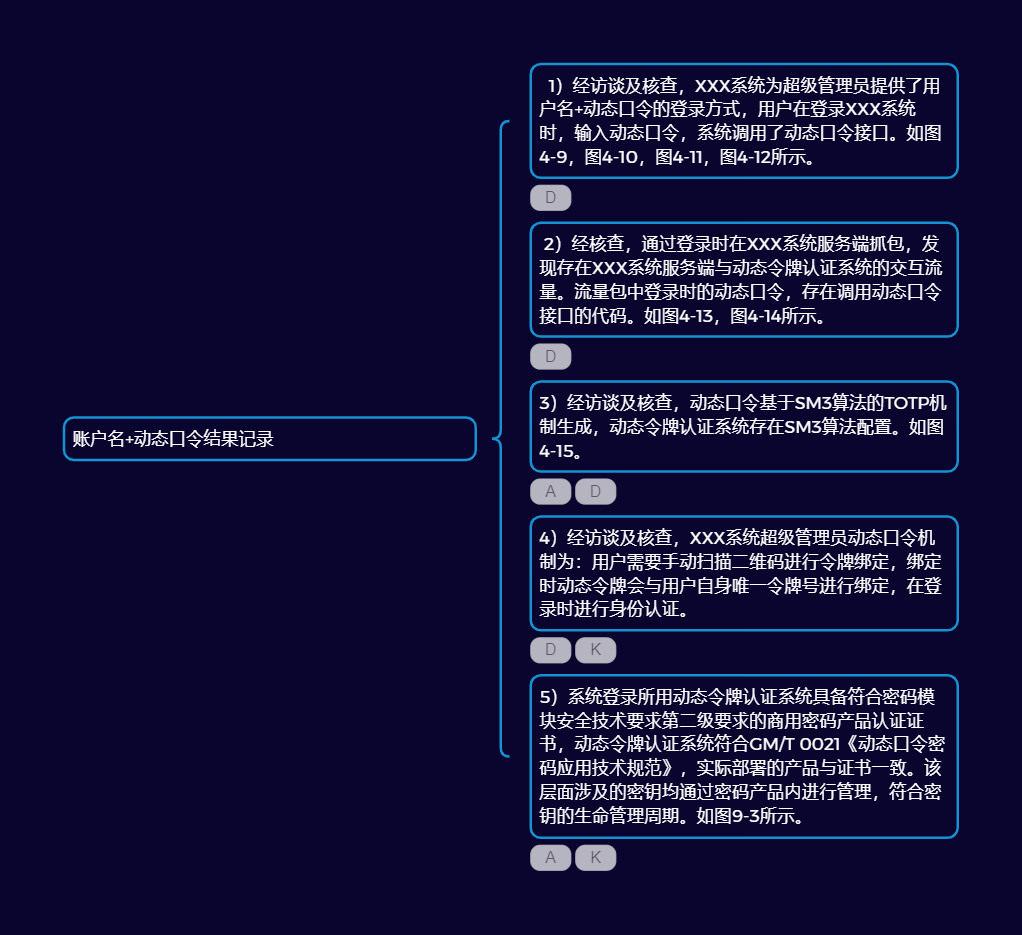 账户名+动态口令结果记录
1）经访谈及核查，XXX系统为超级管理员提供了用
户名+动态口令的登录方式，用户在登录XXX系统
时，输入动态口令，系统调用了动态口令接口。如图
4-9，图4-10，图4-11，图4-12所示。
D
2）经核查，通过登录时在XXX系统服务端抓包，发
现存在XXX系统服务端与动态令牌认证系统的交互流
量。流量包中登录时的动态口令，存在调用动态口令
接口的代码。如图4-13，图4-14所示。
D
3）经访谈及核查，动态口令基于SM3算法的TOTP机
制生成，动态令牌认证系统存在SM3算法配置。如图
4-15。
A D
4）经访谈及核查，XXX系统超级管理员动态口令机
制为：用户需要手动扫描二维码进行令牌绑定，绑定
时动态令牌会与用户自身唯一令牌号进行绑定，在登
录时进行身份认证。
D K
5）系统登录所用动态令牌认证系统具备符合密码模
块安全技术要求第二级要求的商用密码产品认证证
书，动态令牌认证系统符合GM/T 0021《动态口令密
码应用技术规范》，实际部署的产品与证书一致。该
层面涉及的密钥均通过密码产品内进行管理，符合密
钥的生命管理周期。如图9-3所示。
A K